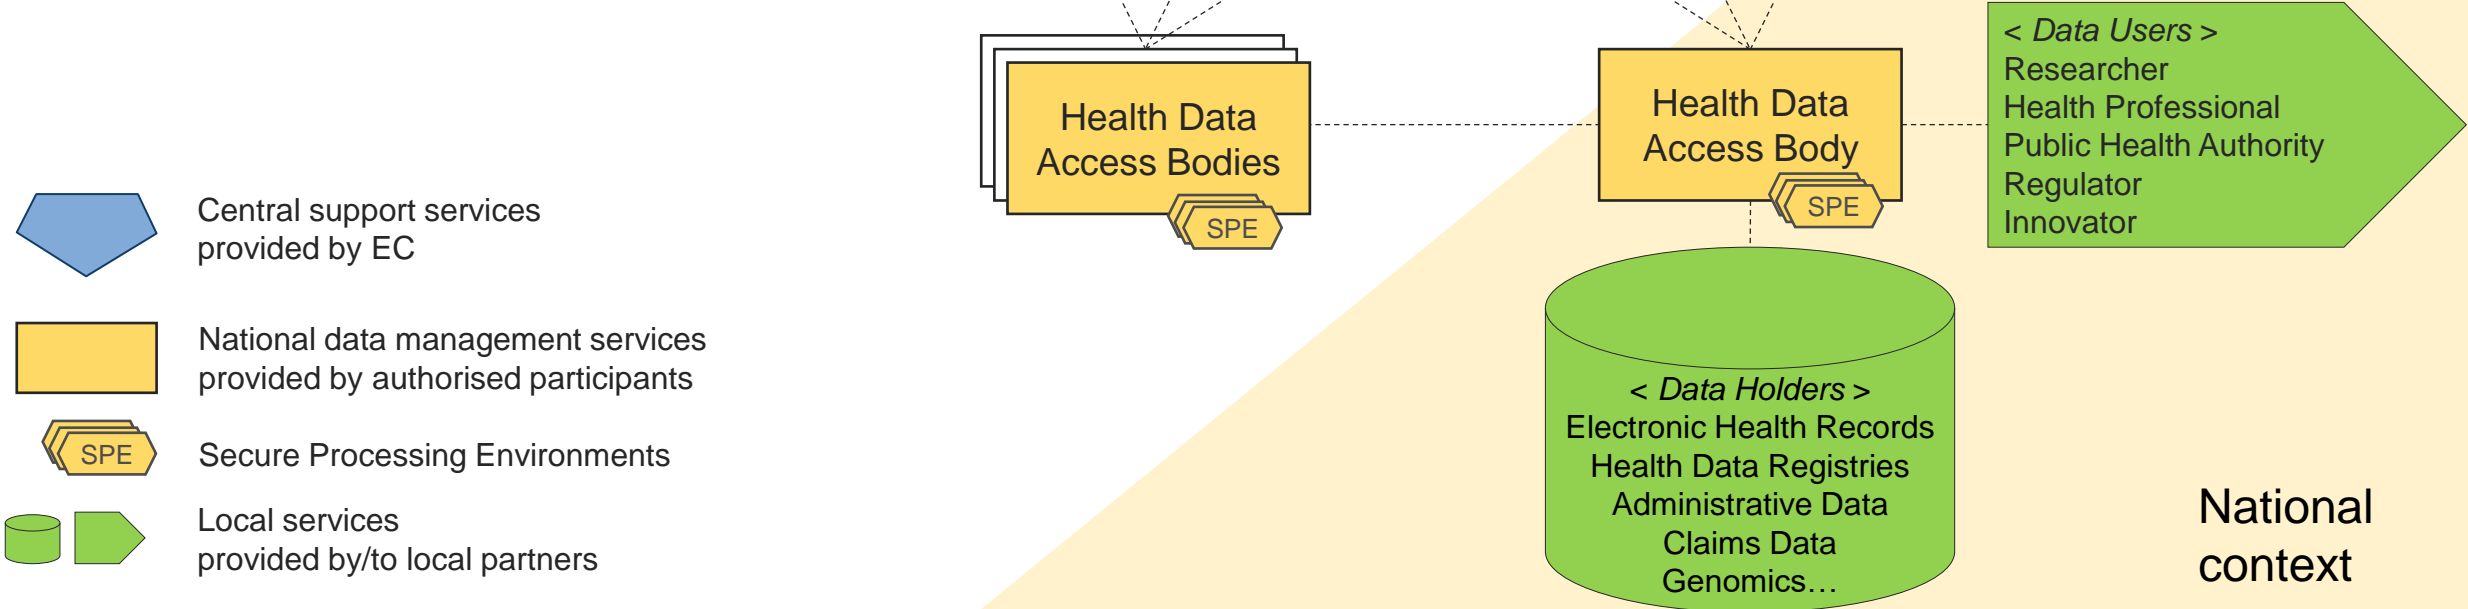 Central support services
provided by EC
National data management services
provided by authorised participants
SPE
Secure Processing Environments
Local services
provided by/to local partners
Health Data
Access Bodies
SPE
Health Data
Access Body
SPE
< Data Users >
Researcher
Health Professional
Public Health Authority
Regulator
Innovator
< Data Holders >
Electronic Health Records
Health Data Registries
Administrative Data
Claims Data
Genomics…
National
context